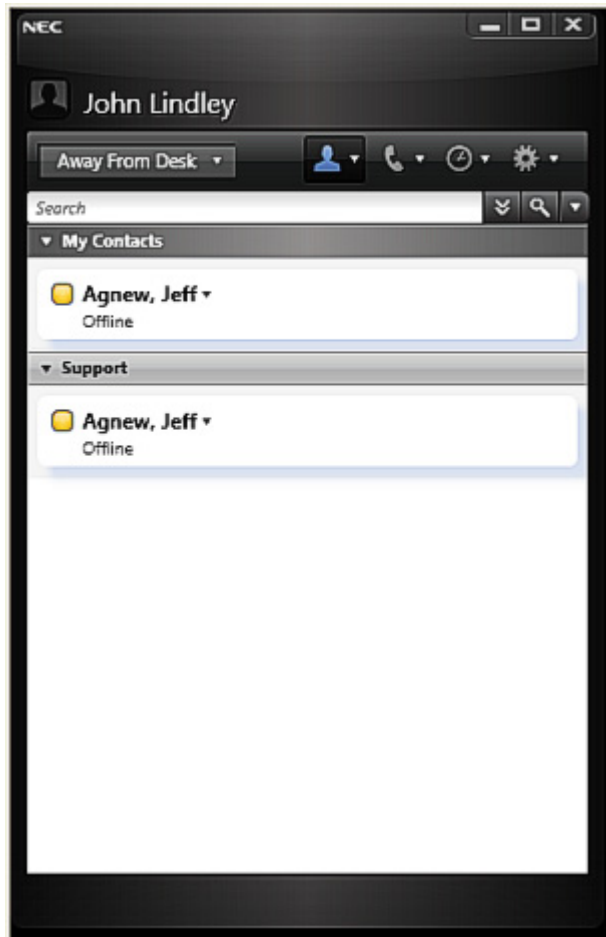 NEC
John Lindley
Away From Desk
Search
My Contacts
Agnew, Jeff
Offline
Support
Agnew, Jeff
Offline